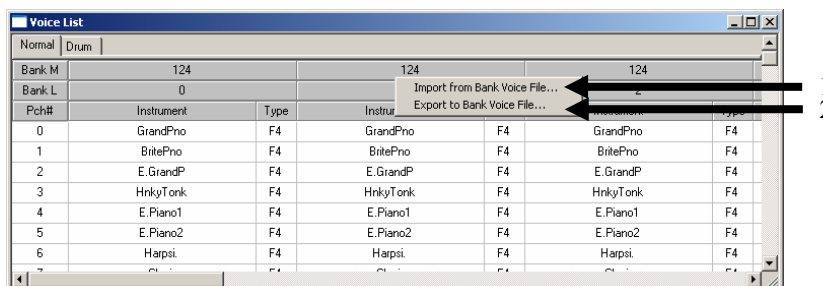 Voice List
Normal Drum
Bank M 124 124 124
Import from Bank Voice File...
Bank L 0 2
Export to Bank Voice File...
Pch# Instrument Type F4 Instrument Type
0 GrandPno F4 GrandPno F4 GrandPno F4
1 BritePno F4 BritePno F4 BritePno F4
2 E.GrandP F4 E.GrandP F4 E.GrandP F4
3 HnkyTonk F4 HnkyTonk F4 HnkyTonk F4
4 E.Piano1 F4 E.Piano1 F4 E.Piano1 F4
5 E.Piano2 F4 E.Piano2 F4 E.Piano2 F4
6 Harpsi. F4 Harpsi. F4 Harpsi. F4